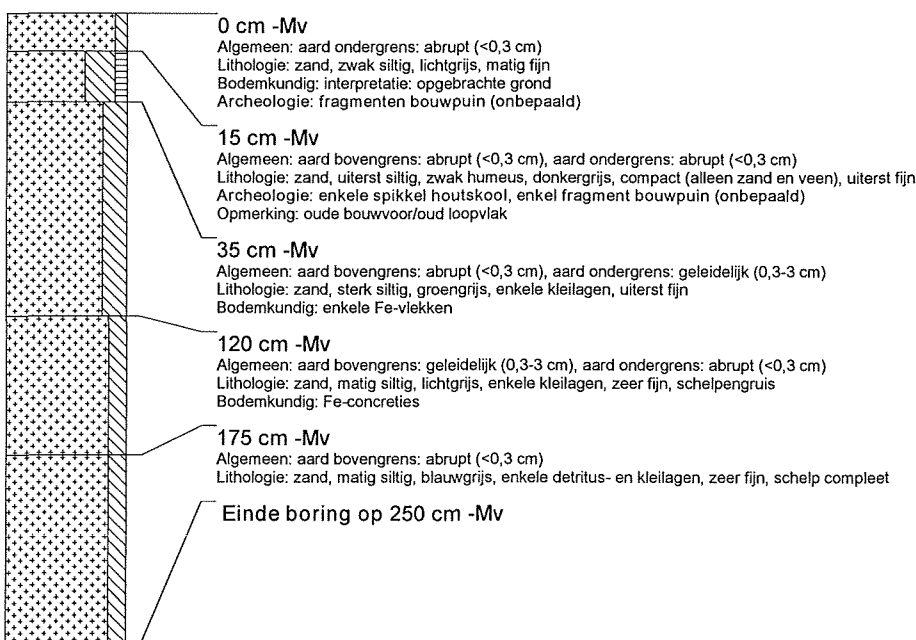 0 cm -Mv
Algemeen: aard ondergrens: abrupt (<0,3 cm)
Lithologie: zand, zwak siltig, lichtgrijs, matig fijn
Bodemkundig: interpretatie: opgebrachte grond
Archeologie: fragmenten bouwpuin (onbepaald)
15 cm -Mv
Algemeen: aard bovengrens: abrupt (<0,3 cm), aard ondergrens: abrupt (<0,3 cm)
Lithologie: zand, uiterst siltig, zwak humeus, donkergrijs, compact (alleen zand en veen), uiterst fijn
Archeologie: enkele spikkel houtskool, enkel fragment bouwpuin (onbepaald)
Opmerking: oude bouwvoor/oud loopvlak
35 cm -Mv
Algemeen: aard bovengrens: abrupt (<0,3 cm), aard ondergrens: geleidelijk (0,3-3 cm)
Lithologie: zand, sterk siltig, groengrijs, enkele kleilagen, uiterst fijn
Bodemkundig: enkele Fe-vlekken
120 cm -Mv
Algemeen: aard bovengrens: geleidelijk (0,3-3 cm), aard ondergrens: abrupt (<0,3 cm)
Lithologie: zand, matig siltig, lichtgrijs, enkele kleilagen, zeer fijn, schelpengruis
Bodemkundig: Fe-concreties
175 cm -Mv
Algemeen: aard bovengrens: abrupt (<0,3 cm)
Lithologie: zand, matig siltig, blauwgrijs, enkele detritus- en kleilagen, zeer fijn, schelp compleet
Einde boring op 250 cm -Mv